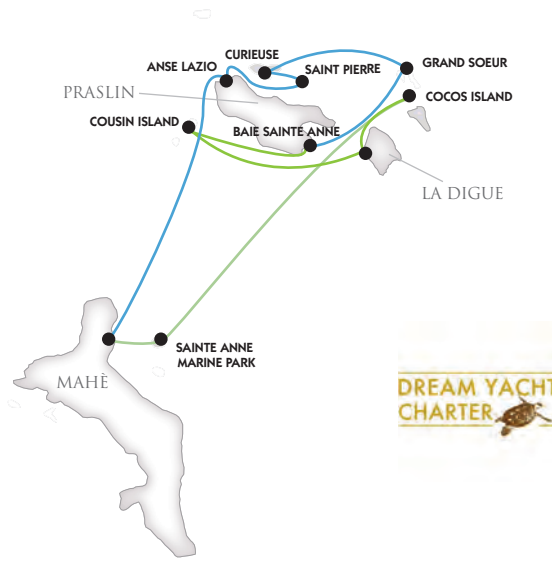 CURIEUSE
GRAND SOEUR
ANSE LAZIO
SAINT PIERRE
PRASLIN
COCOS ISLAND
COUSIN ISLAND
BAIE SAINTE ANNE
LA DIGUE
SAINTE ANNE
MARINE PARK
MAHÈ
DREAM YACHT
CHARTER